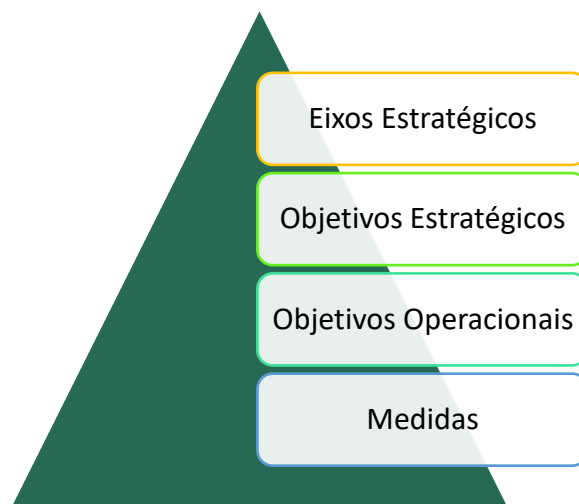 Eixos Estratégicos
Objetivos Estratégicos
Objetivos Operacionais
Medidas